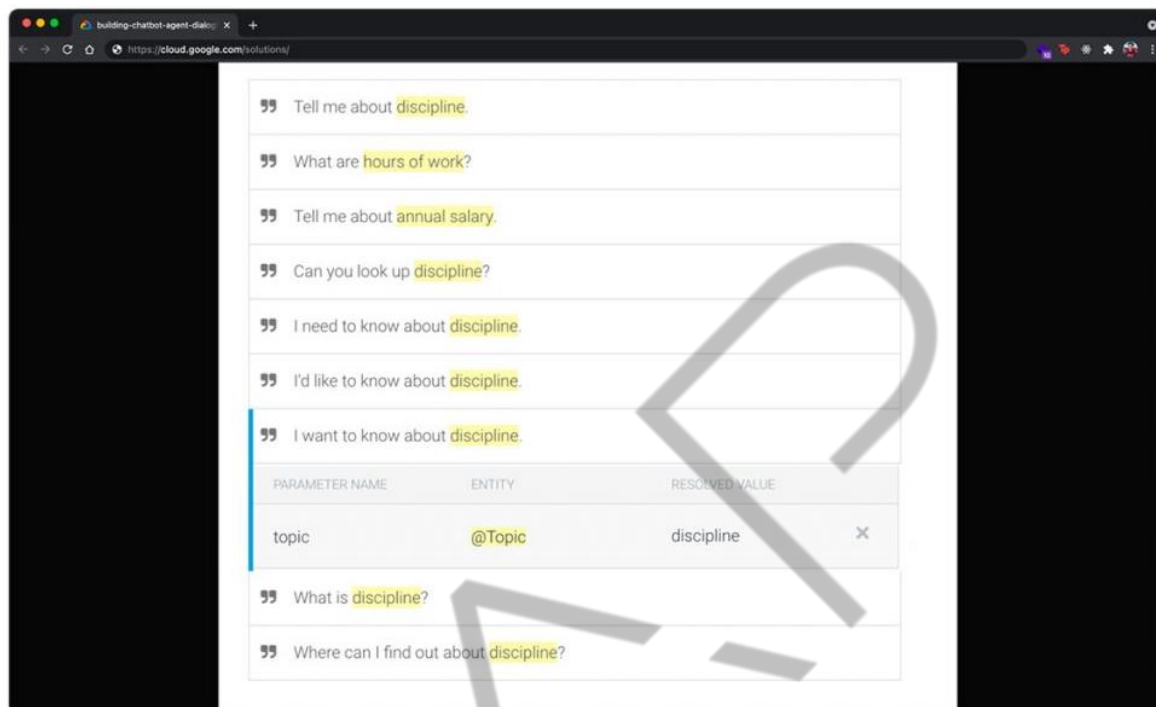 building-chatbot-agent-dialog
https://cloud.google.com/solutions/
Tell me about discipline.
What are hours of work?
Tell me about annual salary.
Can you look up discipline?
I need to know about discipline.
I'd like to know about discipline.
I want to know about discipline.
PARAMETER NAME ENTITY RESOLVED VALUE
topic @Topic discipline
What is discipline?
Where can I find out about discipline?